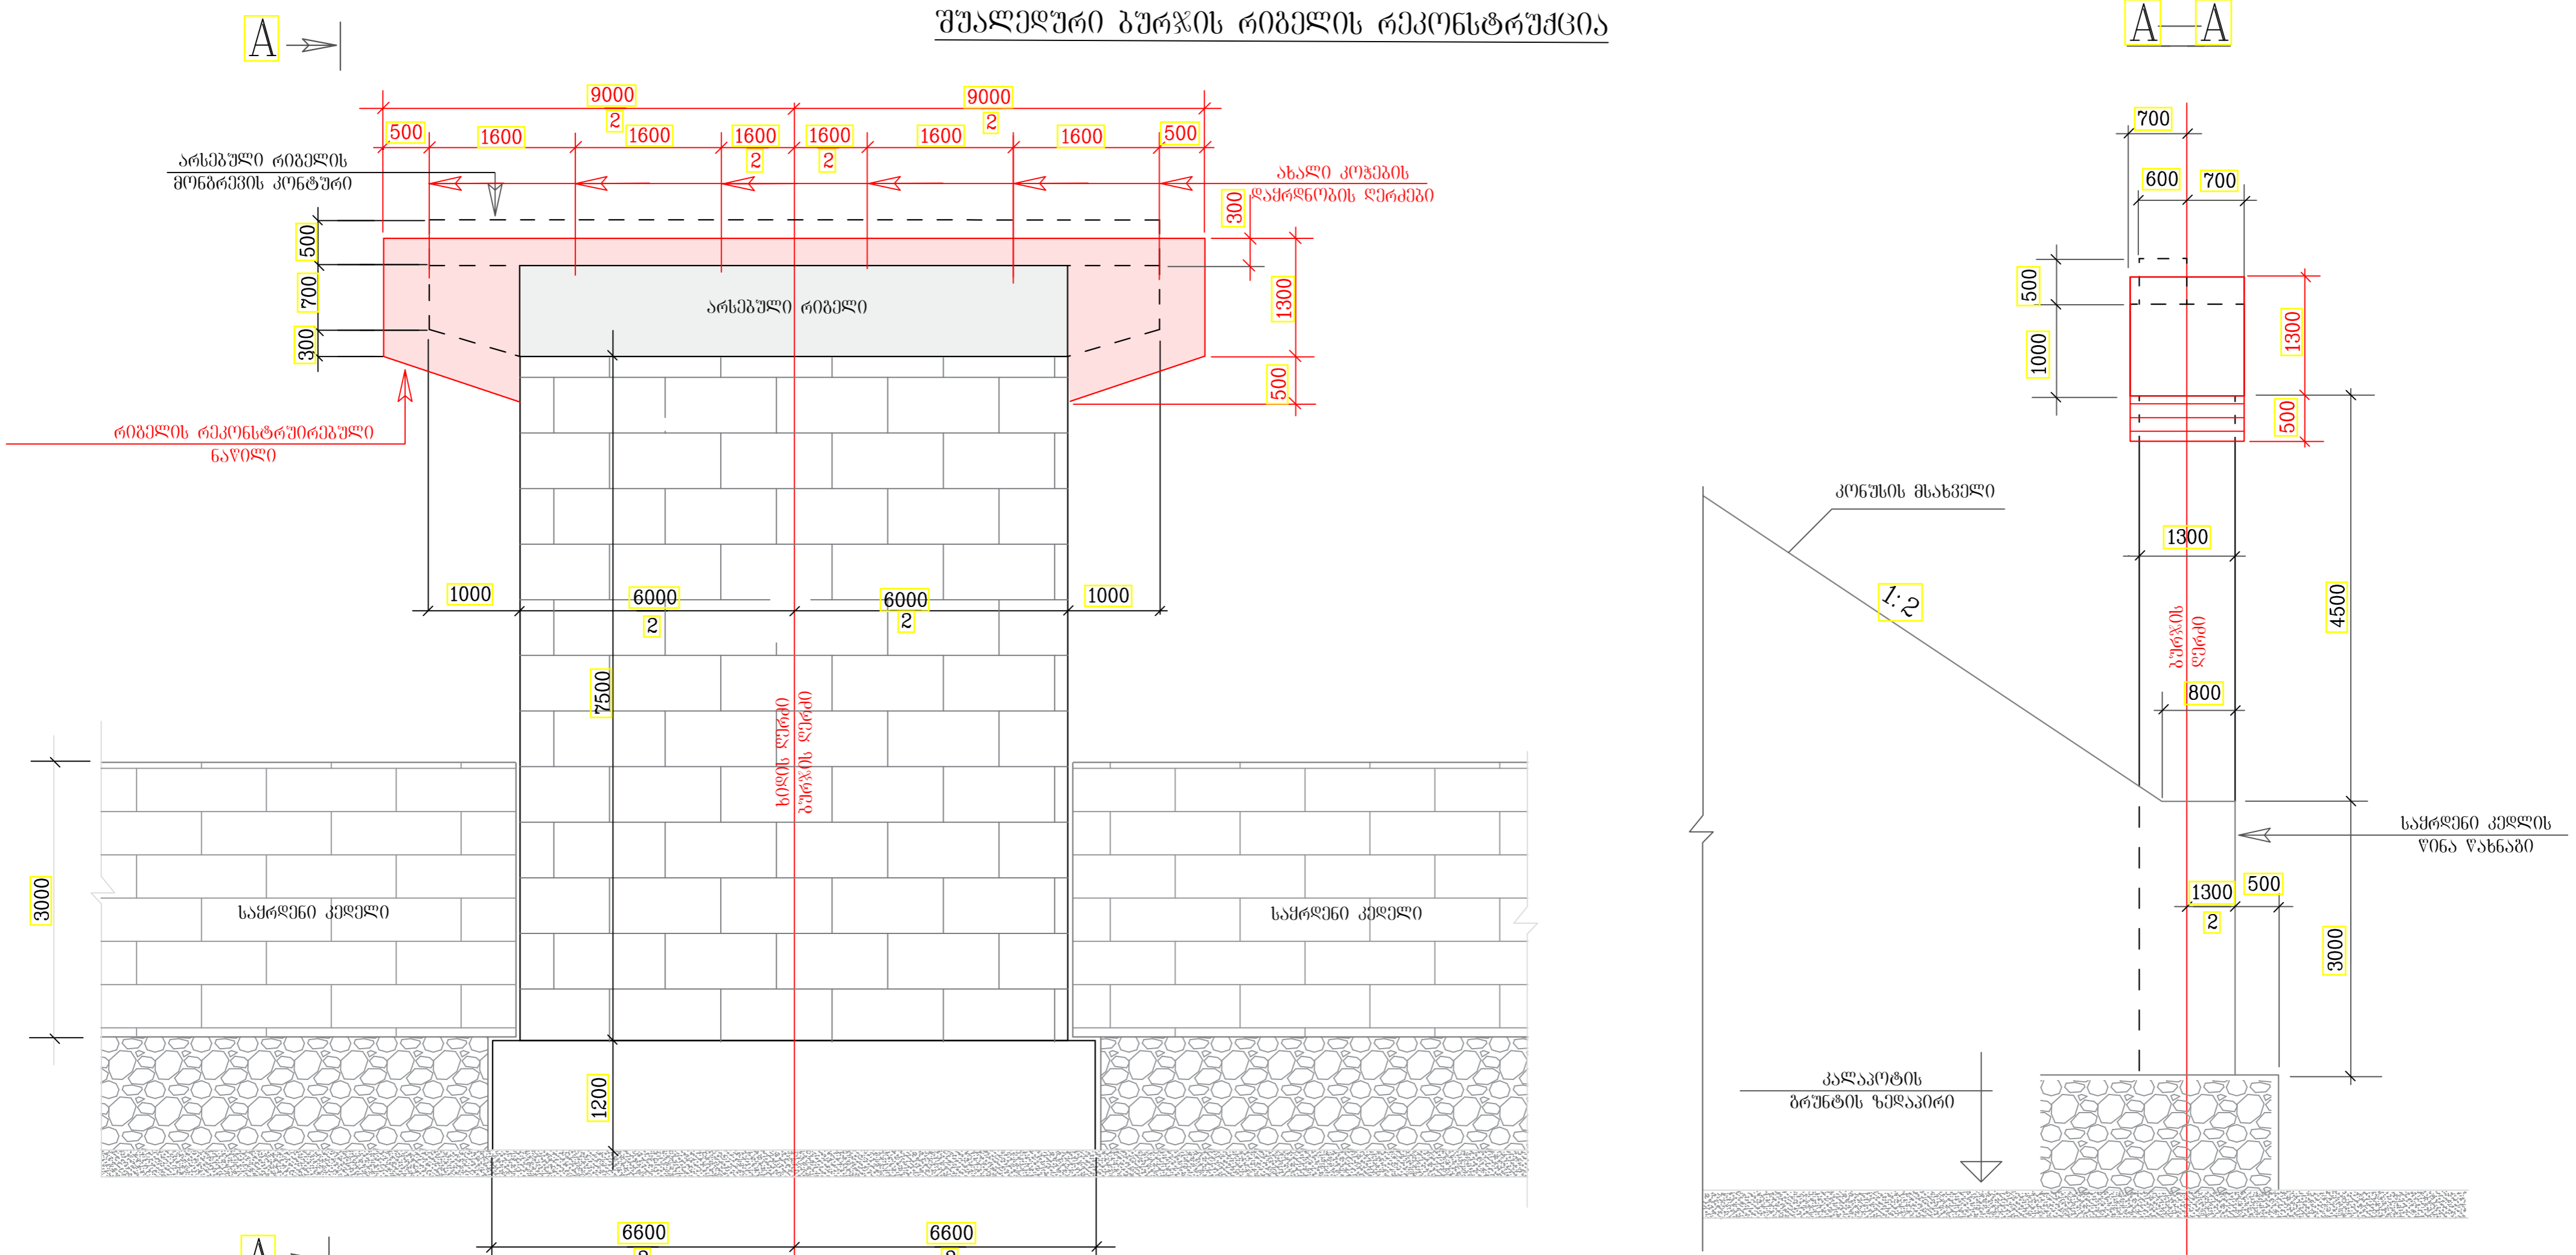 შუალედური ბურჯის რიგელის რეკონსტრუქცია
A
A A
9000
2
9000
2
500
1600
1600
1600
2
1600
2
1600
1600
500
არსებული რიგელის
მონგრევის კონტური
ახალი კოჭების
დაყრდნობის ღერძები
300
500
700
300
1300
500
არსებული რიგელი
რიგელის რეკონსტრუირებული
ნაწილი
1000
6000
2
6000
2
1000
7500
ხიდის ღერძი
ბურჯის ღერძი
3000
საყრდენი კედელი
საყრდენი კედელი
1200
6600
2
6600
2
A
700
600
700
500
1000
1300
500
კონუსის მსახველი
1300
1:2
4500
ბურჯის
ღერძი
800
საყრდენი კედლის
წინა წახნაგი
1300
2
500
3000
კალაპოტის
გრუნტის ზედაპირი